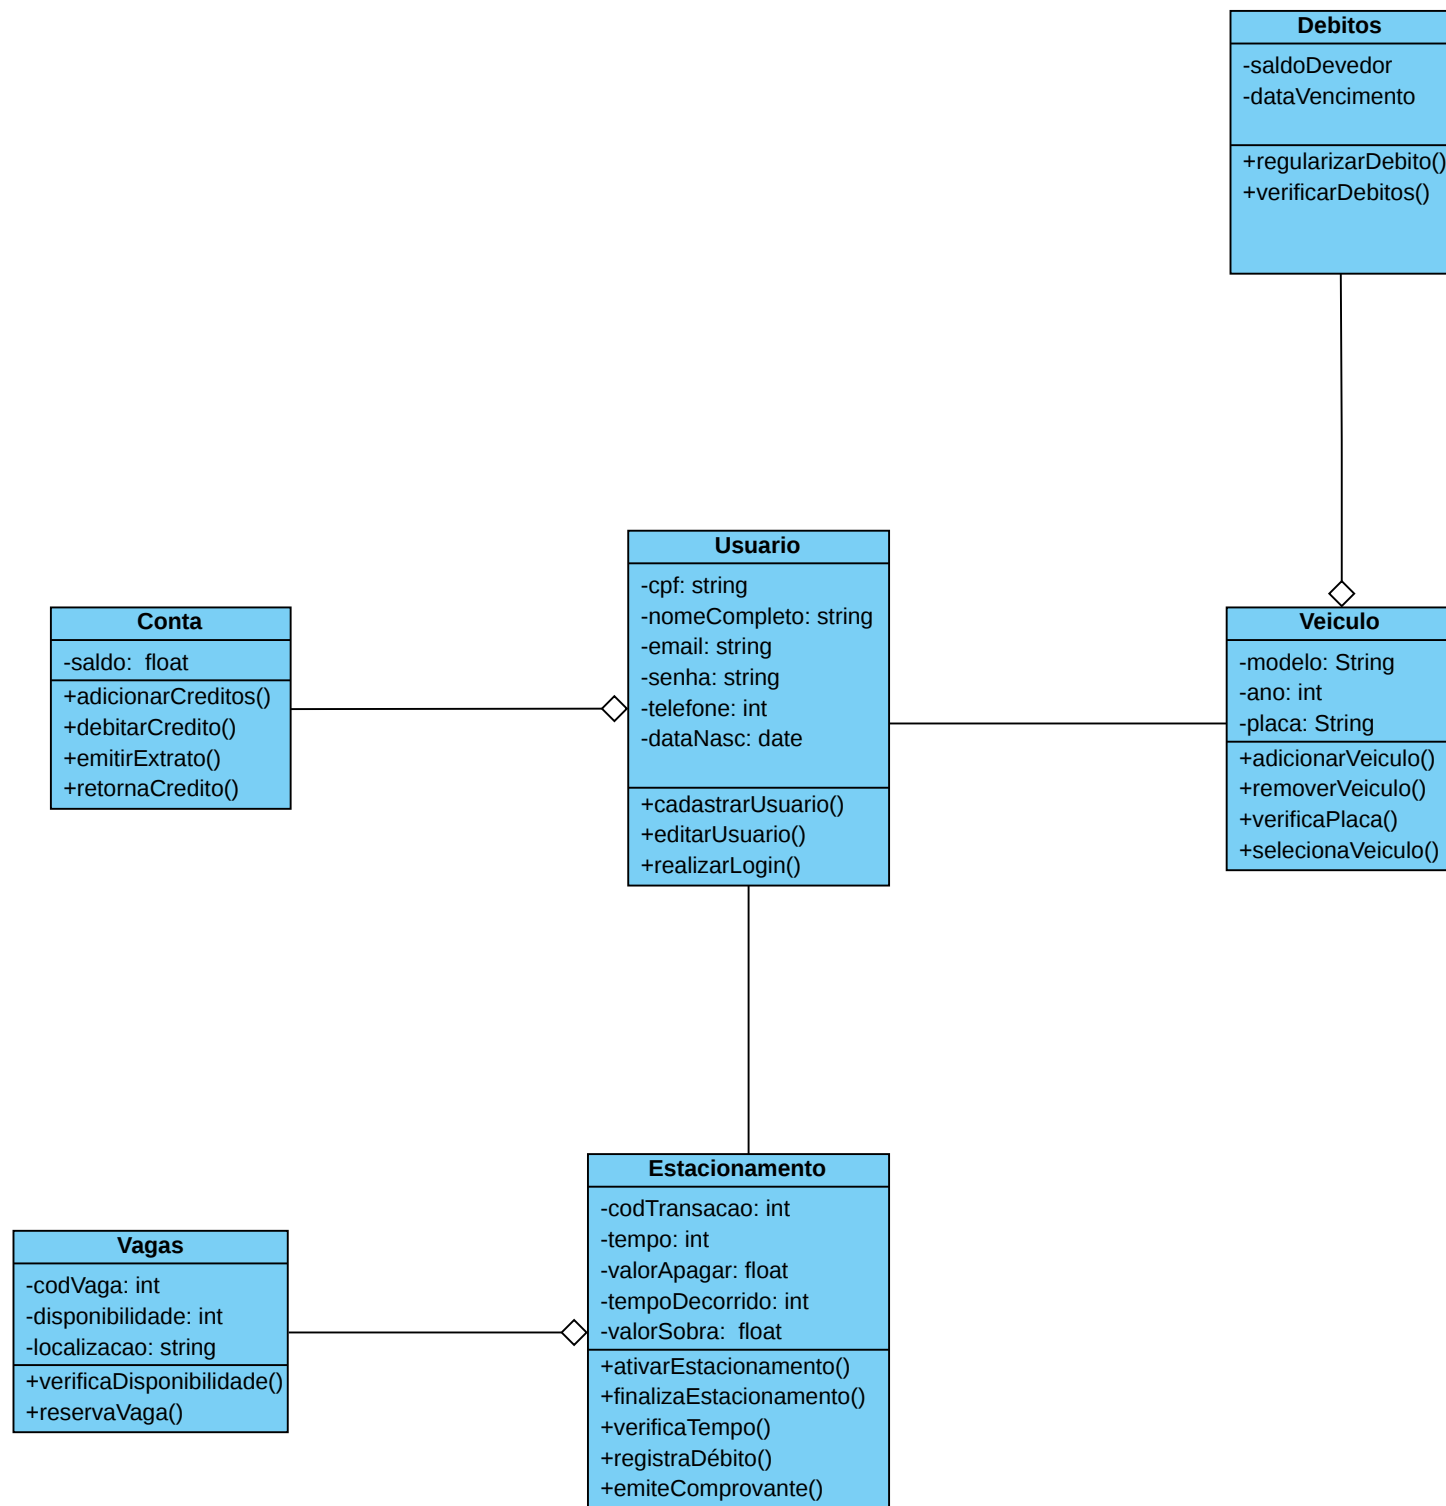 Debitos
-saldoDevedor
-dataVencimento
+regularizarDebito()
+verificarDebitos()
Usuario
-cpf: string
-nomeCompleto: string
-email: string
-senha: string
-telefone: int
-dataNasc: date
+cadastrarUsuario()
+editarUsuario()
+realizarLogin()
Conta
-saldo:  float
+adicionarCreditos()
+debitarCredito()
+emitirExtrato()
+retornaCredito()
Veiculo
-modelo: String
-ano: int
-placa: String
+adicionarVeiculo()
+removerVeiculo()
+verificaPlaca()
+selecionaVeiculo()
Estacionamento
-codTransacao: int
-tempo: int
-valorApagar: float
-tempoDecorrido: int
-valorSobra:  float
+ativarEstacionamento()
+finalizaEstacionamento()
+verificaTempo()
+registraDébito()
+emiteComprovante()
Vagas
-codVaga: int
-disponibilidade: int
-localizacao: string
+verificaDisponibilidade()
+reservaVaga()